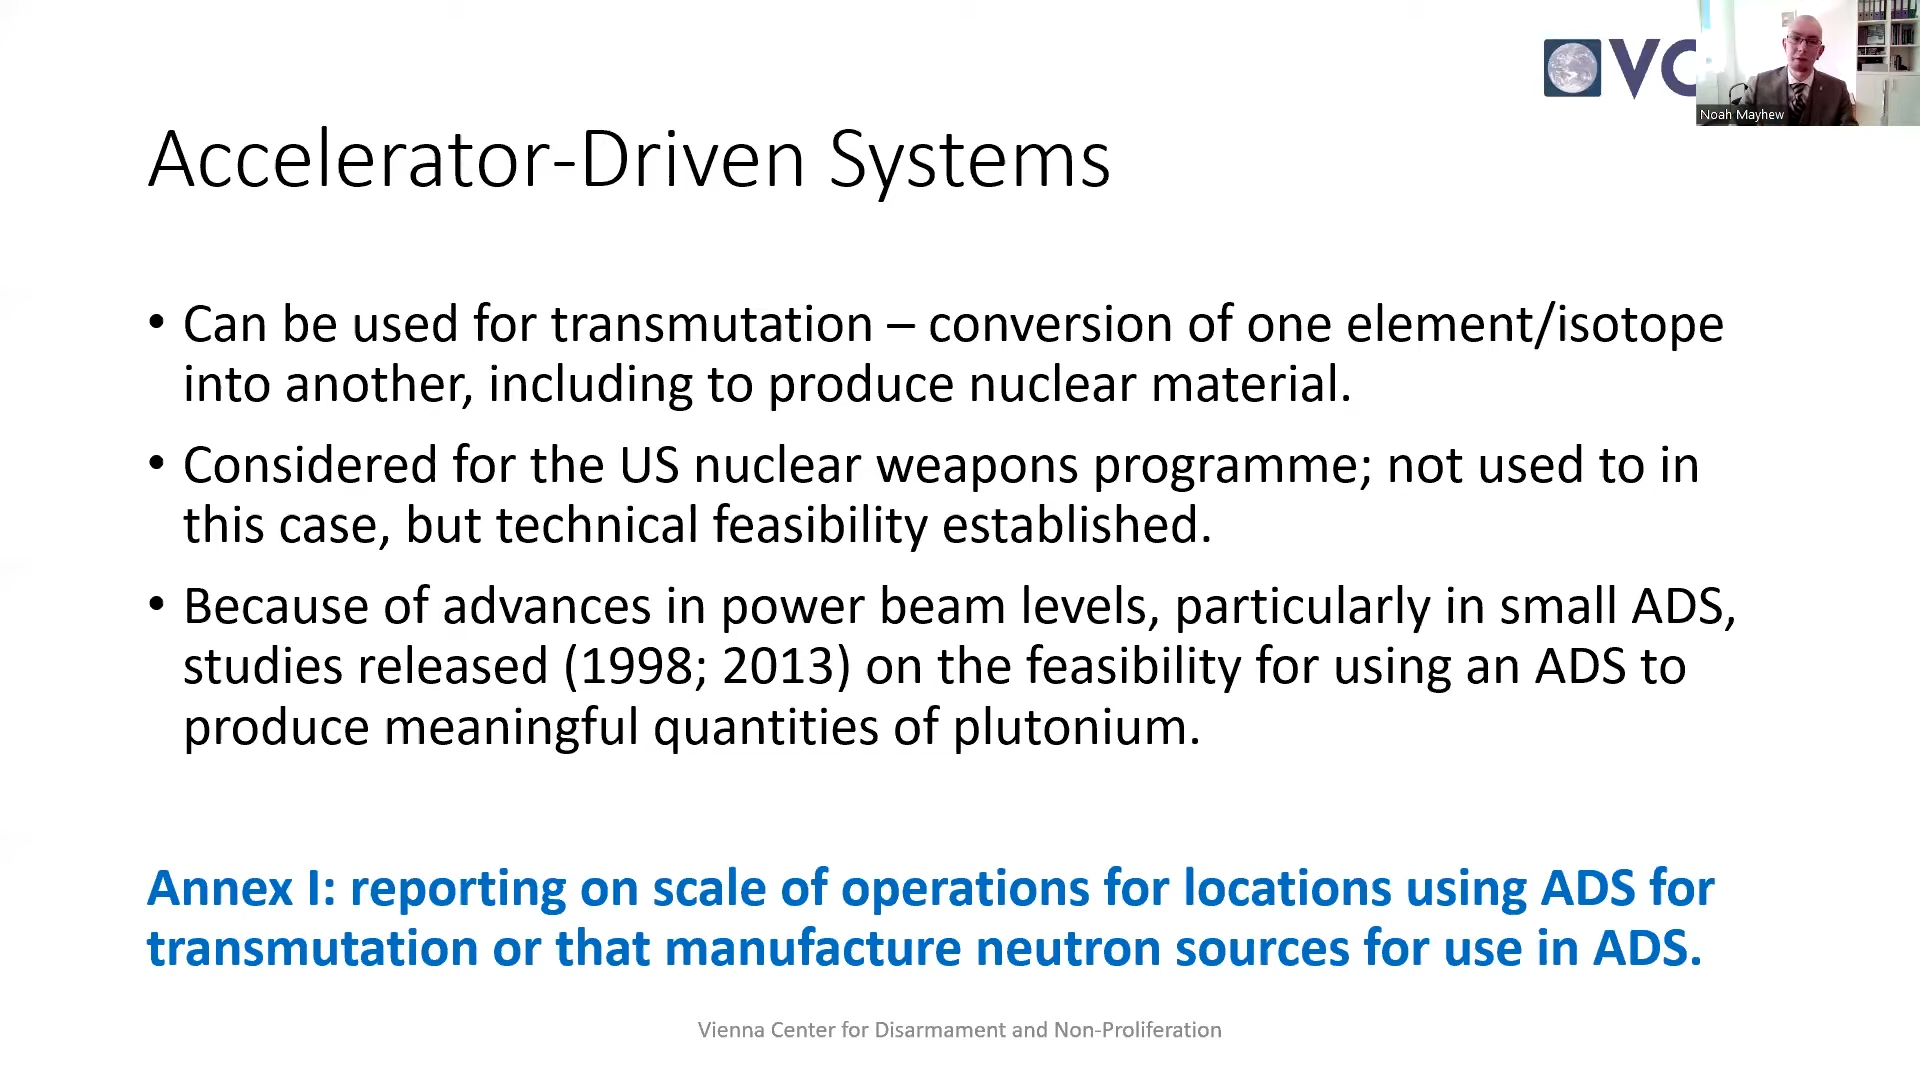 VC
Noah Mayhew
Accelerator-Driven Systems
• Can be used for transmutation – conversion of one element/isotope
into another, including to produce nuclear material.
• Considered for the US nuclear weapons programme; not used to in
this case, but technical feasibility established.
• Because of advances in power beam levels, particularly in small ADS,
studies released (1998; 2013) on the feasibility for using an ADS to
produce meaningful quantities of plutonium.
Annex I: reporting on scale of operations for locations using ADS for
transmutation or that manufacture neutron sources for use in ADS.
Vienna Center for Disarmament and Non-Proliferation